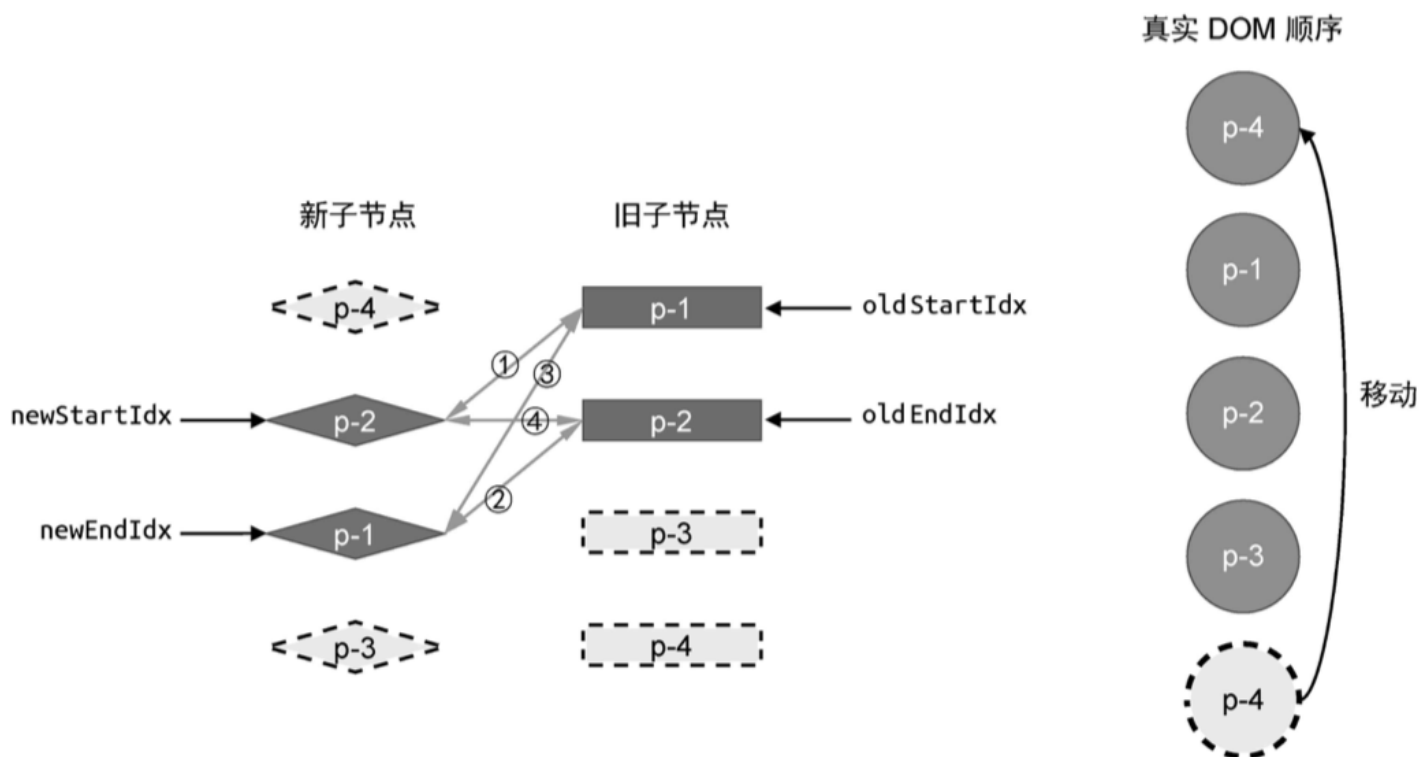 真实 DOM 顺序
p-4
p-1
p-2
p-3
p-4
移动
新子节点 旧子节点
p-4 p-1 oldStartIdx
① ③
newStartIdx p-2 ④ p-2 oldEndIdx
②
newEndIdx p-1 p-3
p-3 p-4